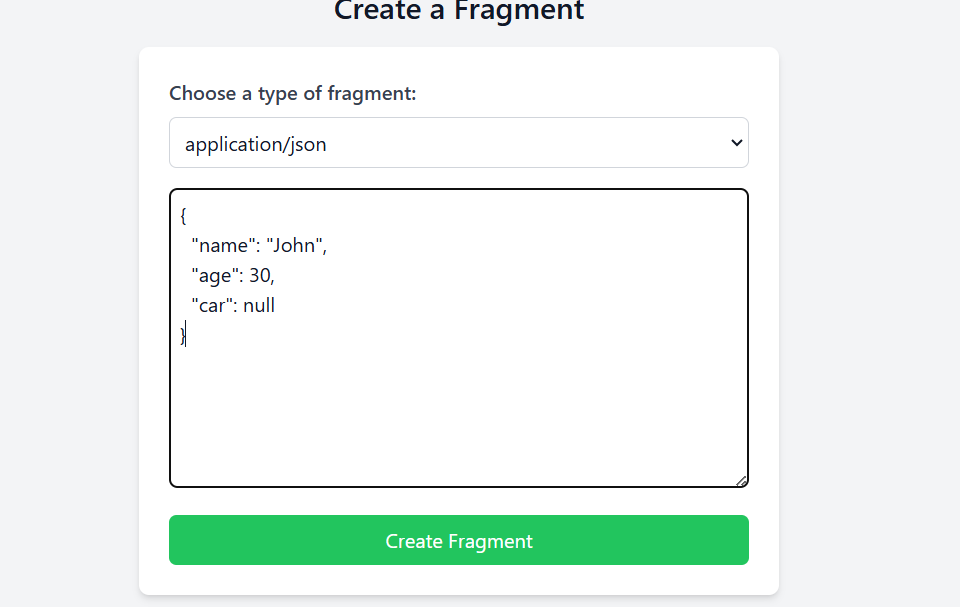 Create a Fragment
Choose a type of fragment:
application/json
{
  "name": "John",
  "age": 30,
  "car": null
}
Create Fragment